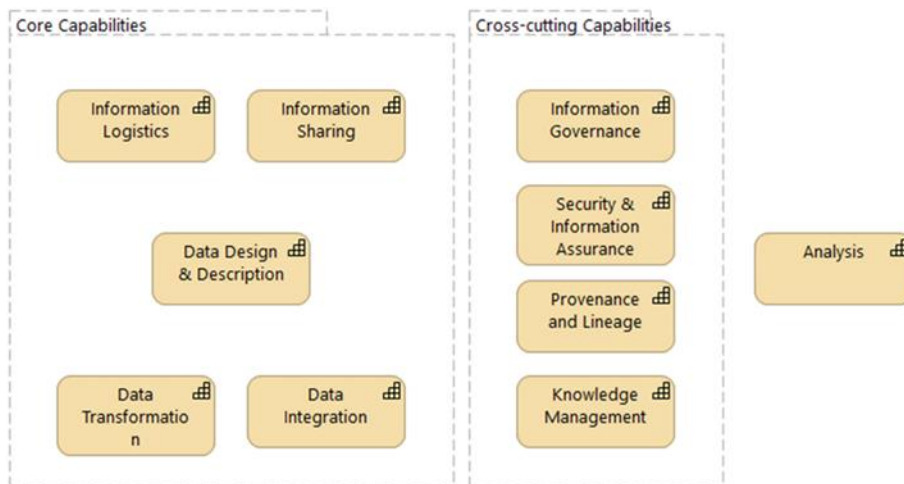 Core Capabilities
Information
Logistics
Information
Sharing
Data Design
& Description
Data
Transformatio
n
Data
Integration
Cross-cutting Capabilities
Information
Governance
Security &
Information
Assurance
Provenance
and Lineage
Knowledge
Management
Analysis